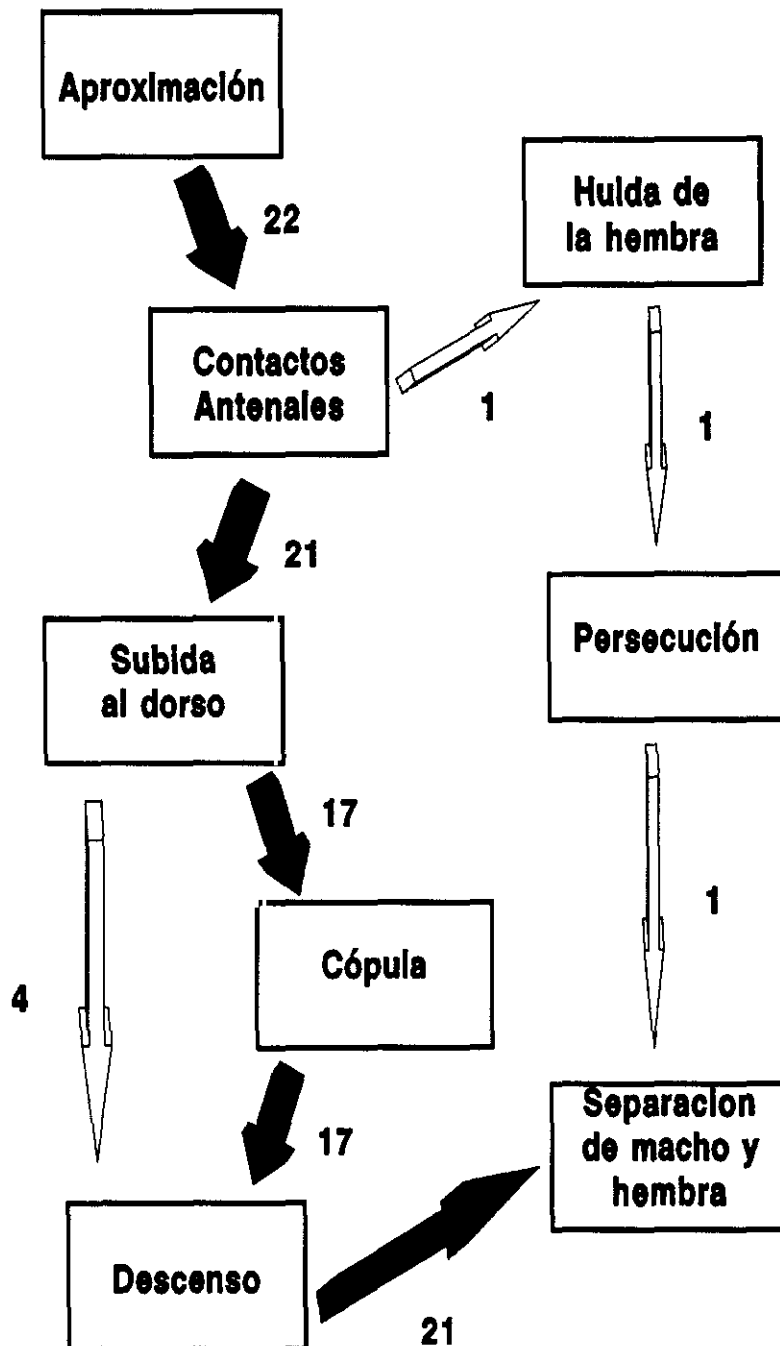 Aproximación
22
Huida de
la hembra
Contactos
Antenales
1
1
21
Subida
al dorso
Persecución
17
1
Cópula
4
17
Separacion
de macho y
hembra
Descenso
21